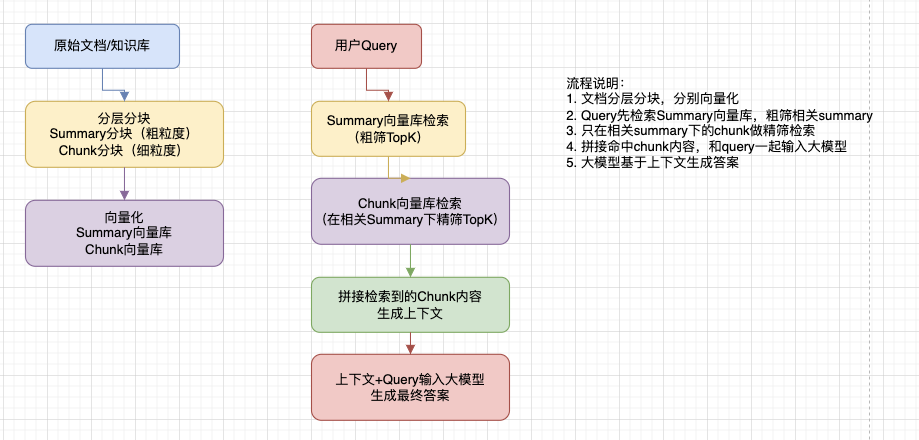 原始文档/知识库
分层分块
Summary分块（粗粒度）
Chunk分块（细粒度）
向量化
Summary向量库
Chunk向量库
用户Query
Summary向量库检索
（粗筛TopK）
Chunk向量库检索
（在相关Summary下精筛TopK）
拼接检索到的Chunk内容
生成上下文
上下文+Query输入大模型
生成最终答案
流程说明：
1. 文档分层分块，分别向量化
2. Query先检索Summary向量库，粗筛相关summary
3. 只在相关summary下的chunk做精筛检索
4. 拼接命中chunk内容，和query一起输入大模型
5. 大模型基于上下文生成答案